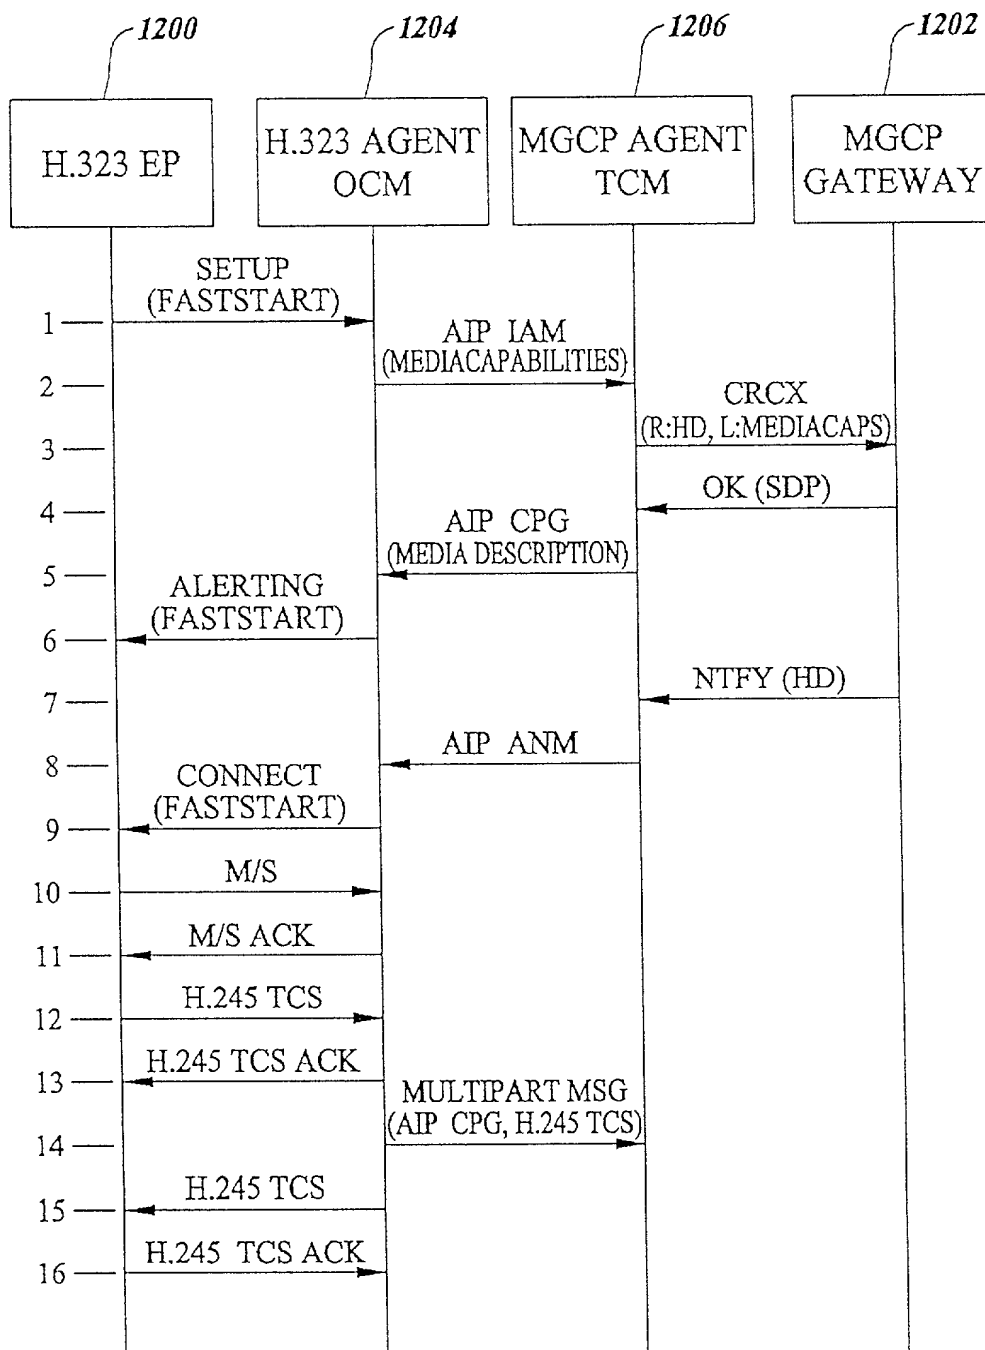 1200
1204
1206
1202
H.323 EP
H.323 AGENT
OCM
MGCP AGENT
TCM
MGCP
GATEWAY
SETUP
(FASTSTART)
1
AIP IAM
(MEDIACAPABILITIES)
2
CRCX
(R:HD, L:MEDIACAPS)
3
OK (SDP)
4
AIP CPG
(MEDIA DESCRIPTION)
5
ALERTING
(FASTSTART)
6
NTFY (HD)
7
AIP ANM
8
CONNECT
(FASTSTART)
9
M/S
10
M/S ACK
11
H.245 TCS
12
H.245 TCS ACK
13
MULTIPART MSG
(AIP CPG, H.245 TCS)
14
H.245 TCS
15
H.245 TCS ACK
16